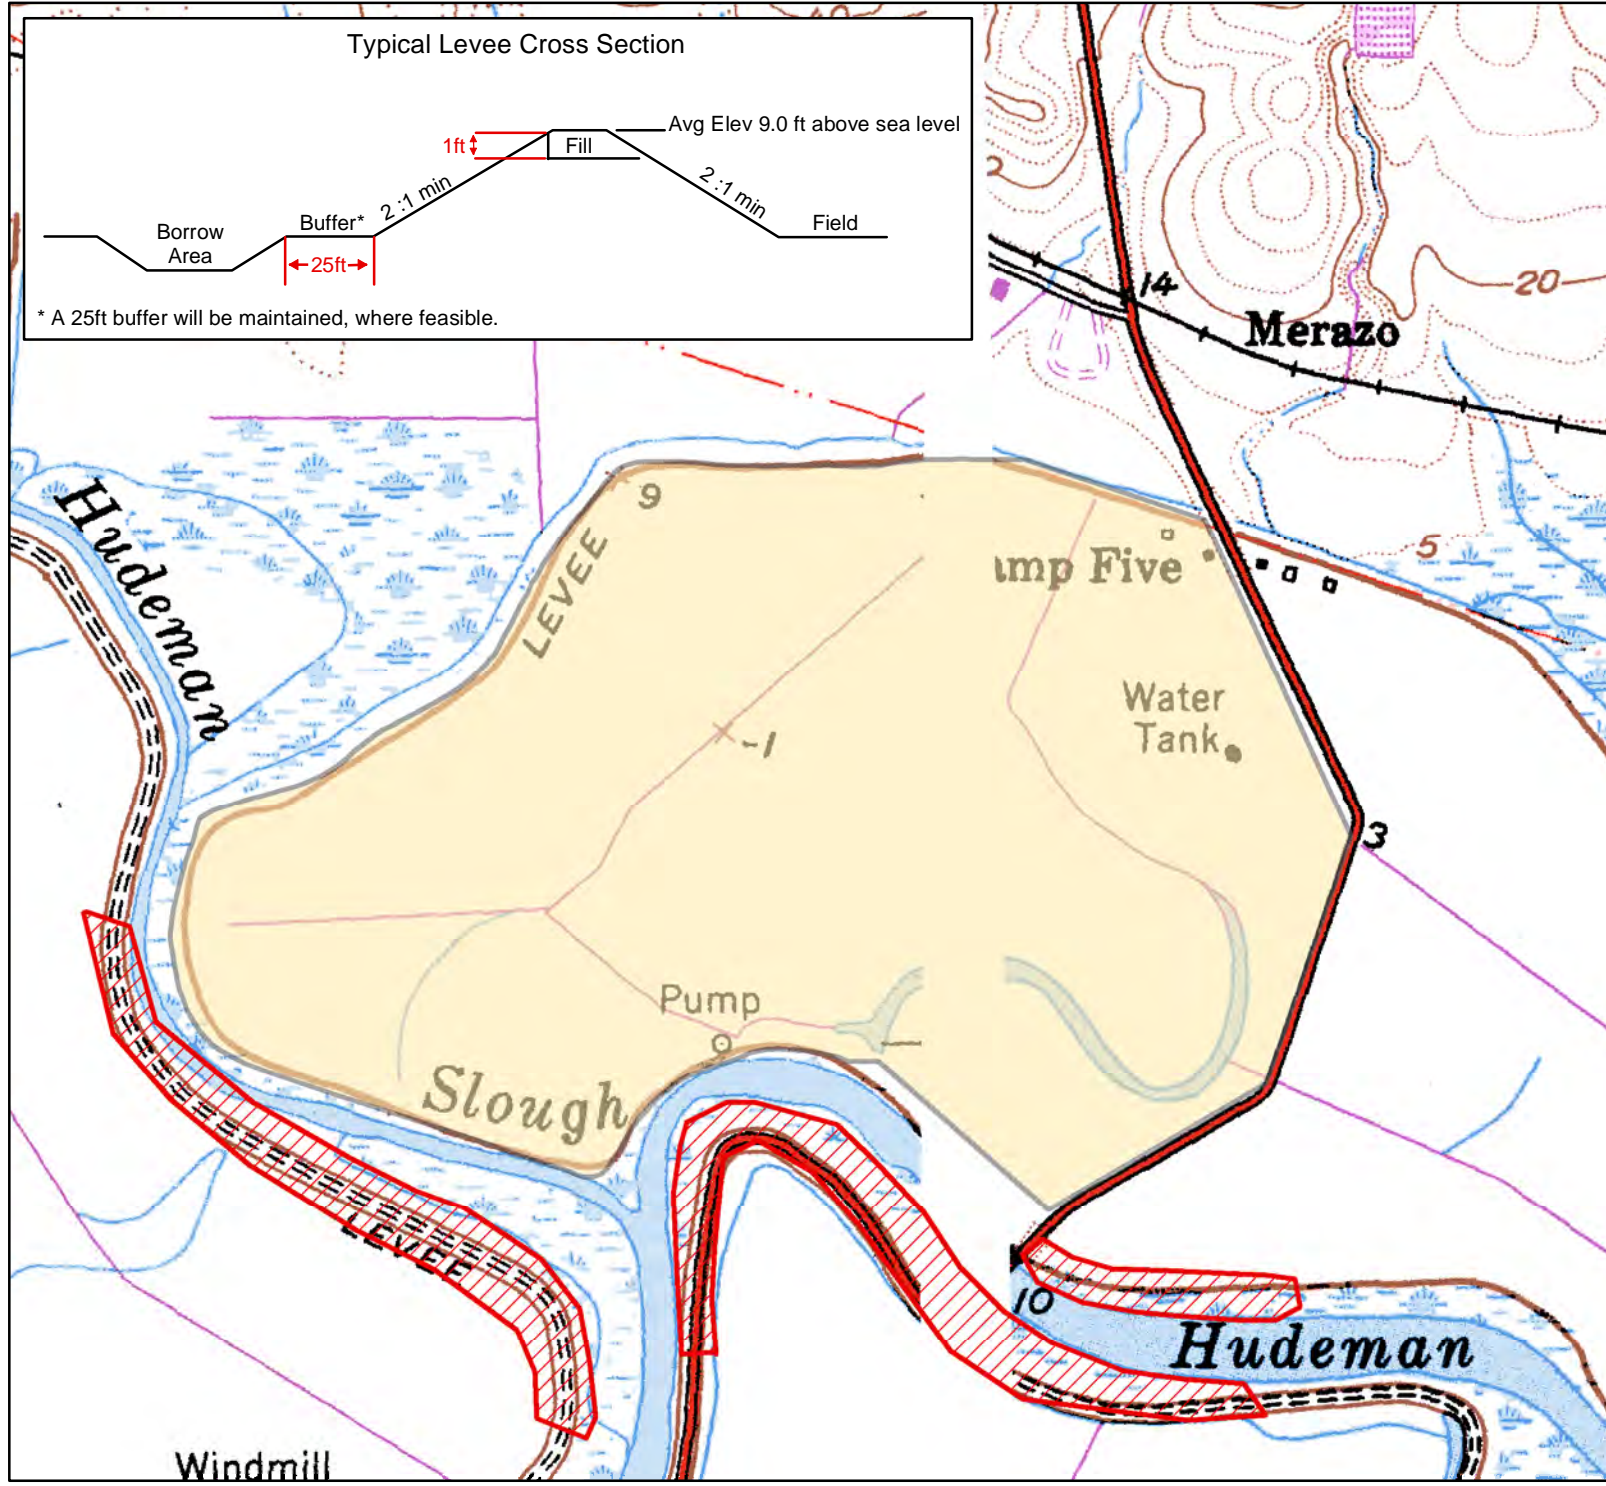 Typical Levee Cross Section
Avg Elev 9.0 ft above sea level
1ft
Fill
2 :1 min
2 :1 min
Borrow
Area
Buffer*
Field
25ft
* A 25ft buffer will be maintained, where feasible.
14
20
Merazo
Hudeman
9
LEVEE
5
amp Five
Water
Tank
-1
3
Pump
Slough
LEVEE
10
Hudeman
Windmill